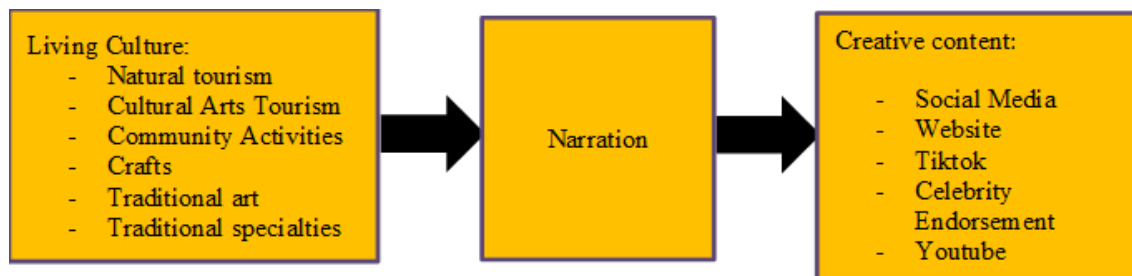 Living Culture:
- Natural tourism
- Cultural Arts Tourism
- Community Activities
- Crafts
- Traditional art
- Traditional specialties
Narration
Creative content:
- Social Media
- Website
- Tiktok
- Celebrity
Endorsement
- Youtube